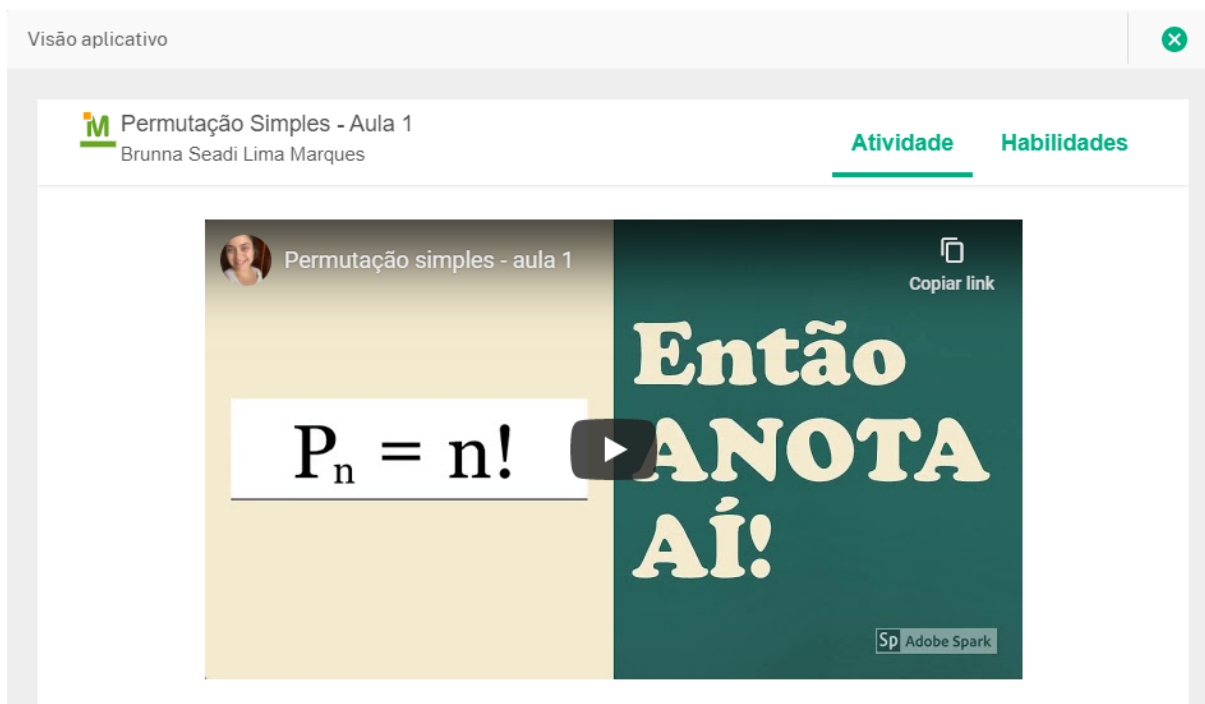 Visão aplicativo
Permutação Simples - Aula 1
Brunna Seadi Lima Marques
Atividade
Habilidades
Permutação simples - aula 1
Copiar link
Pn = n!
Então
ANOTA
AÍ!
Sp Adobe Spark